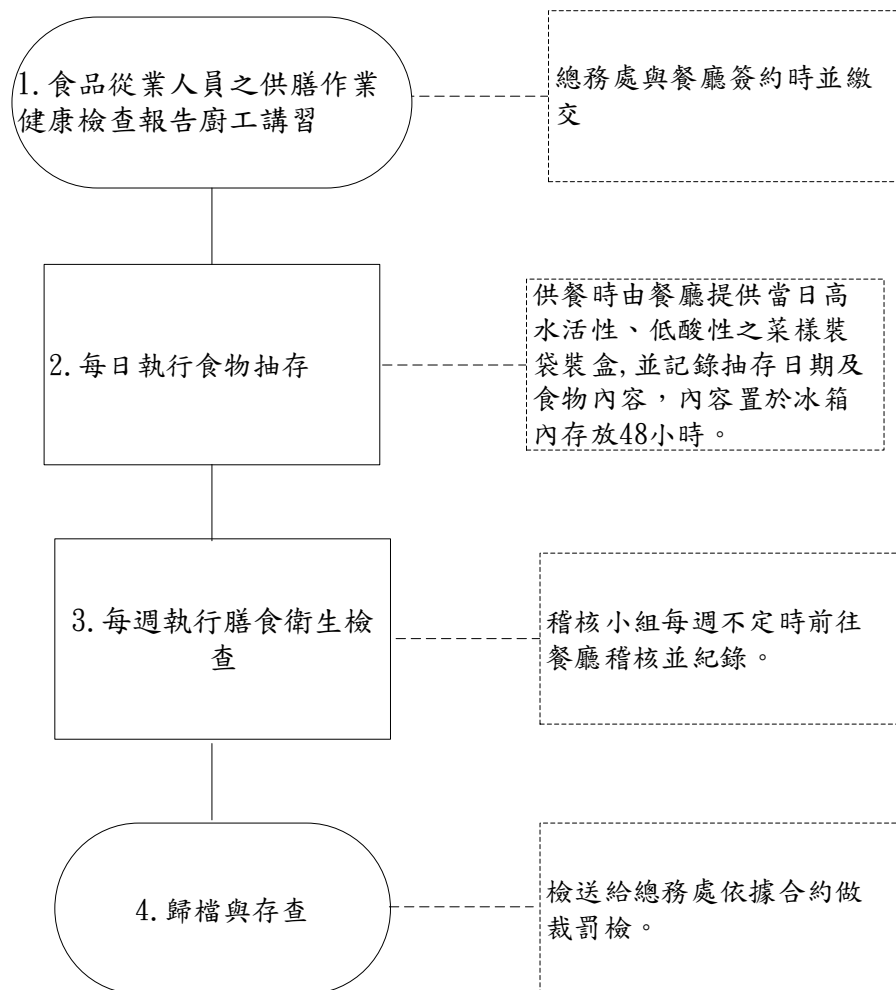 1.食品從業人員之供膳作業
健康檢查報告廚工講習
總務處與餐廳簽約時並繳
交
2.每日執行食物抽存
供餐時由餐廳提供當日高
水活性、低酸性之菜樣裝
袋裝盒,並記錄抽存日期及
食物內容，內容置於冰箱
內存放48小時。
3.每週執行膳食衛生檢
查
稽核小組每週不定時前往
餐廳稽核並紀錄。
4.歸檔與存查
檢送給總務處依據合約做
裁罰檢。